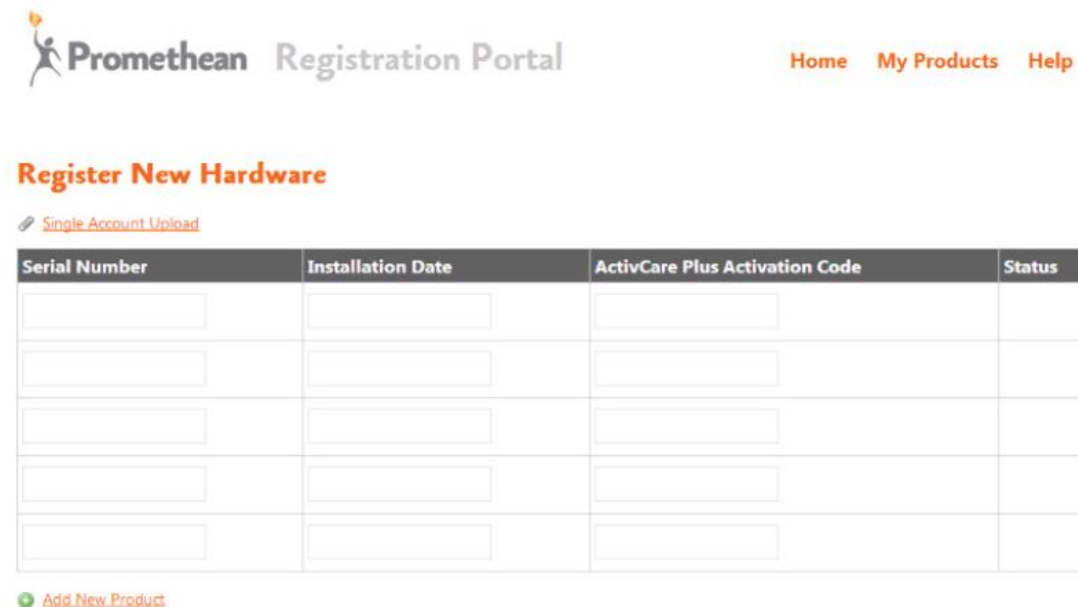 Promethean Registration Portal
Home My Products Help
Register New Hardware
Single Account Upload
Serial Number Installation Date ActivCare Plus Activation Code Status
Add New Product